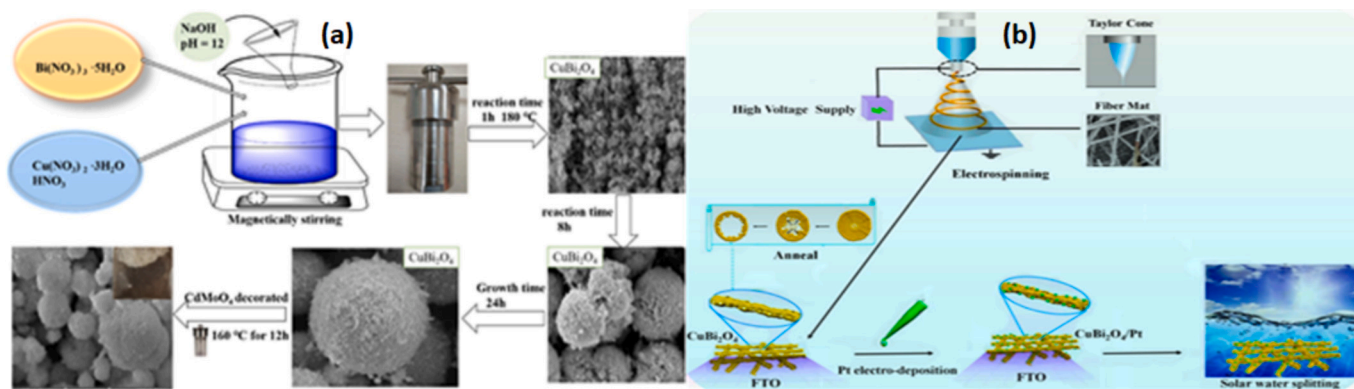 (a)
NaOH
pH = 12
Bi(NO₃)₃ ·5H₂O
Cu(NO₃)₂ ·3H₂O
HNO₃
Magnetically stirring
reaction time
1h 180 °C
CuBi₂O₄
reaction time
8h
CuBi₂O₄
Growth time
24h
CuBi₂O₄
CdMoO₄ decorated
160 °C for 12h
(b)
Taylor Cone
High Voltage Supply
Fiber Mat
Electrospinning
Anneal
CuBi₂O₄
FTO
Pt electro-deposition
CuBi₂O₄/Pt
FTO
Solar water splitting